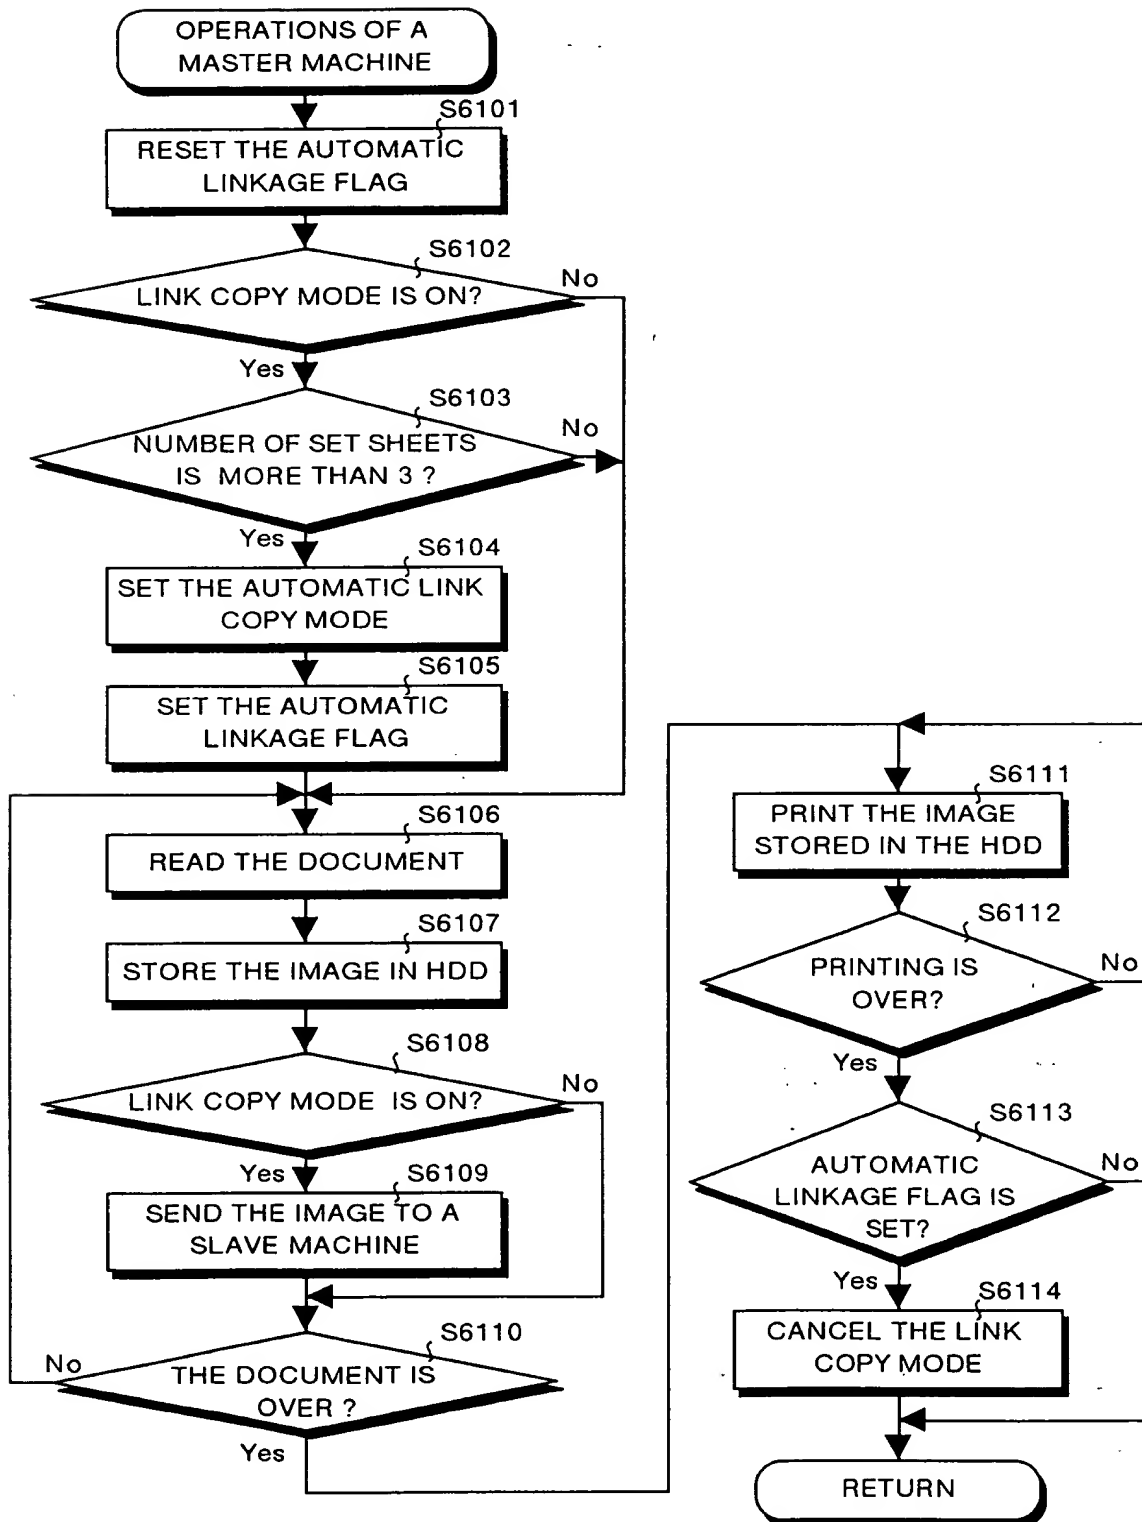 OPERATIONS OF A
MASTER MACHINE
S6101
RESET THE AUTOMATIC
LINKAGE FLAG
S6102
LINK COPY MODE IS ON?
No
Yes
S6103
NUMBER OF SET SHEETS
IS MORE THAN 3 ?
No
Yes
S6104
SET THE AUTOMATIC LINK
COPY MODE
S6105
SET THE AUTOMATIC
LINKAGE FLAG
S6106
READ THE DOCUMENT
S6107
STORE THE IMAGE IN HDD
S6108
LINK COPY MODE IS ON?
No
Yes
S6109
SEND THE IMAGE TO A
SLAVE MACHINE
S6110
No
THE DOCUMENT IS
OVER ?
Yes
S6111
PRINT THE IMAGE
STORED IN THE HDD
S6112
PRINTING IS
OVER?
No
Yes
S6113
AUTOMATIC
LINKAGE FLAG IS
SET?
No
Yes
S6114
CANCEL THE LINK
COPY MODE
RETURN